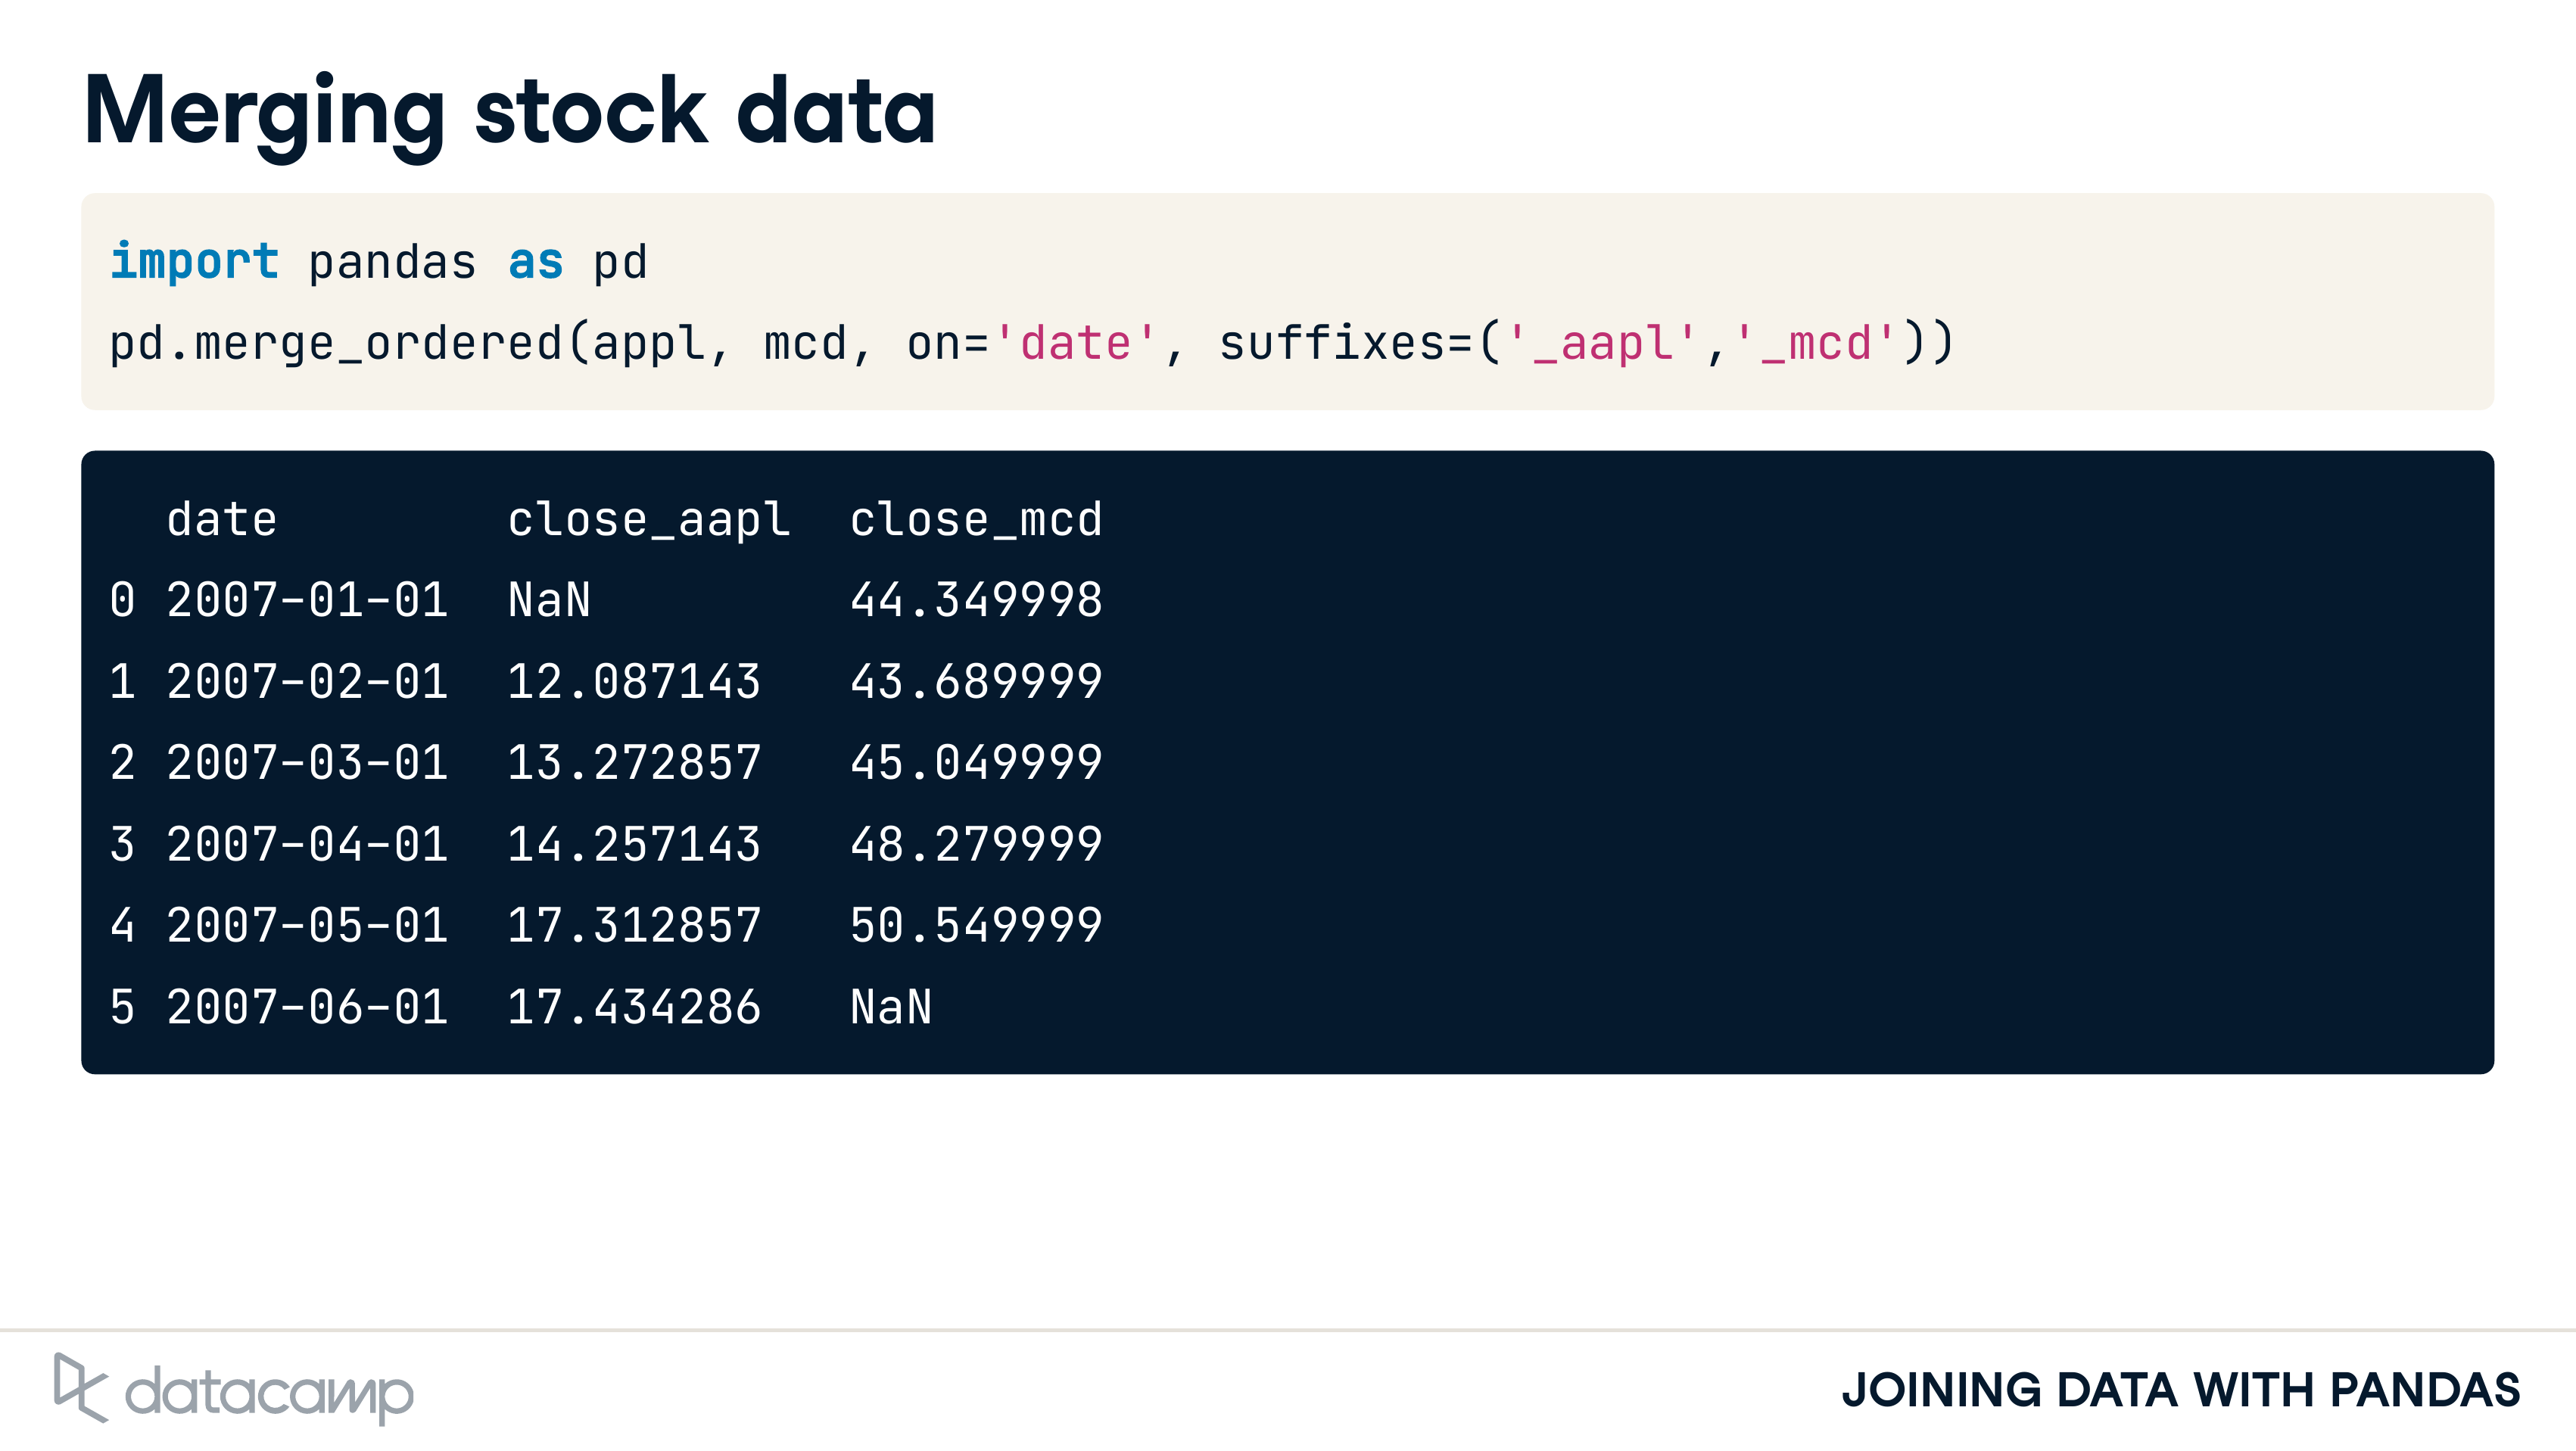 Merging stock data
import pandas as pd
pd.merge_ordered(appl, mcd, on='date', suffixes=('_aapl','_mcd'))
date close_aapl close_mcd
0 2007-01-01 NaN 44.349998
1 2007-02-01 12.087143 43.689999
2 2007-03-01 13.272857 45.049999
3 2007-04-01 14.257143 48.279999
4 2007-05-01 17.312857 50.549999
5 2007-06-01 17.434286 NaN
datacamp
JOINING DATA WITH PANDAS